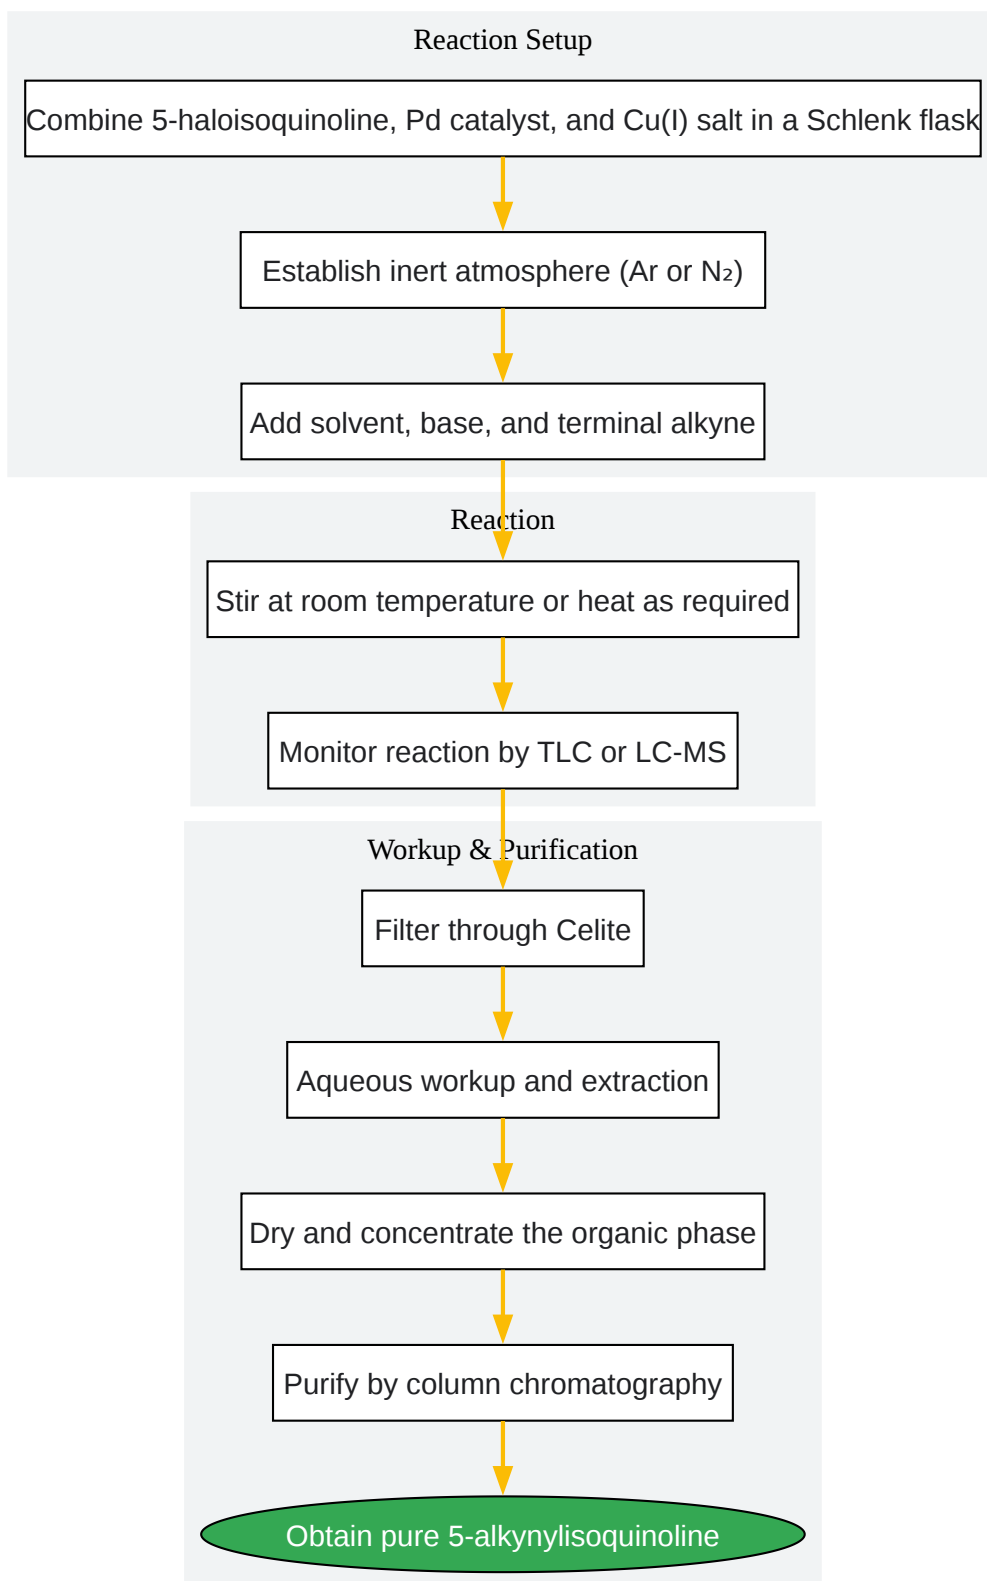 Reaction Setup
Combine 5-haloisoquinoline, Pd catalyst, and Cu(I) salt in a Schlenk flask
Establish inert atmosphere (Ar or N₂)
Add solvent, base, and terminal alkyne
Reaction
Stir at room temperature or heat as required
Monitor reaction by TLC or LC-MS
Workup & Purification
Filter through Celite
Aqueous workup and extraction
Dry and concentrate the organic phase
Purify by column chromatography
Obtain pure 5-alkynylisoquinoline